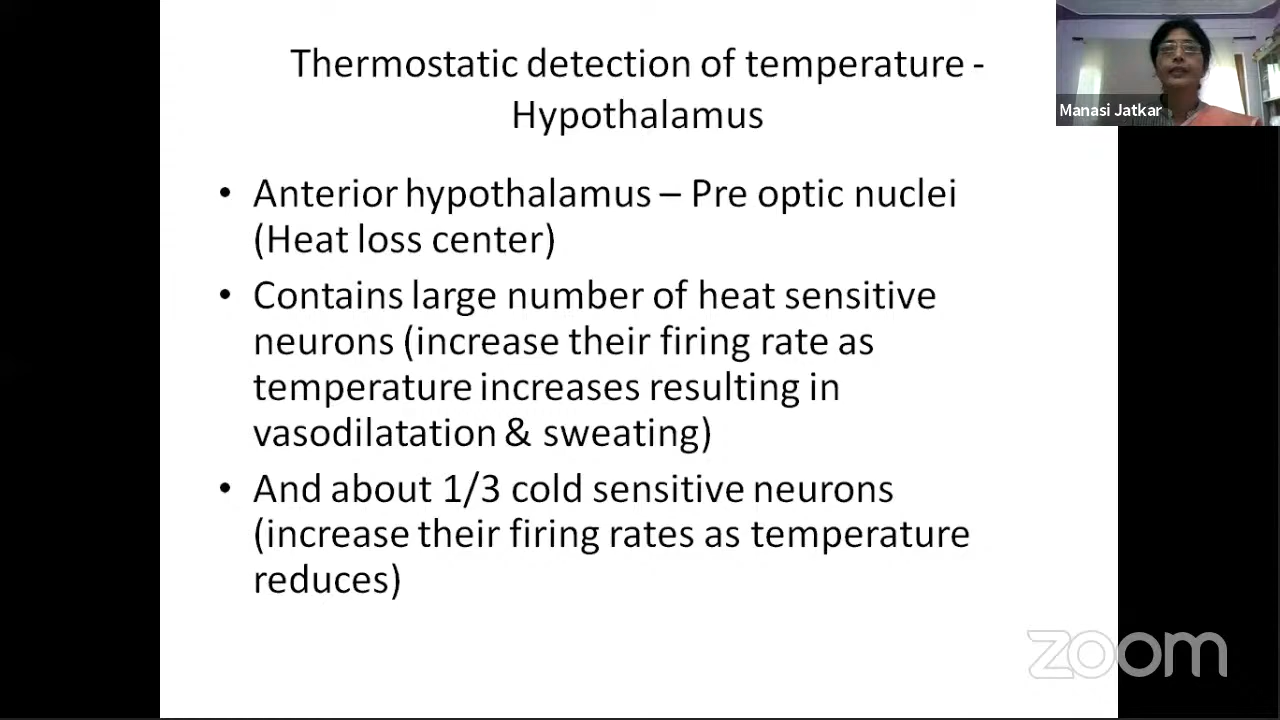 Thermostatic detection of temperature -
Hypothalamus
Manasi Jatkar
• Anterior hypothalamus – Pre optic nuclei
(Heat loss center)
• Contains large number of heat sensitive
neurons (increase their firing rate as
temperature increases resulting in
vasodilatation & sweating)
• And about 1/3 cold sensitive neurons
(increase their firing rates as temperature
reduces)
zoom